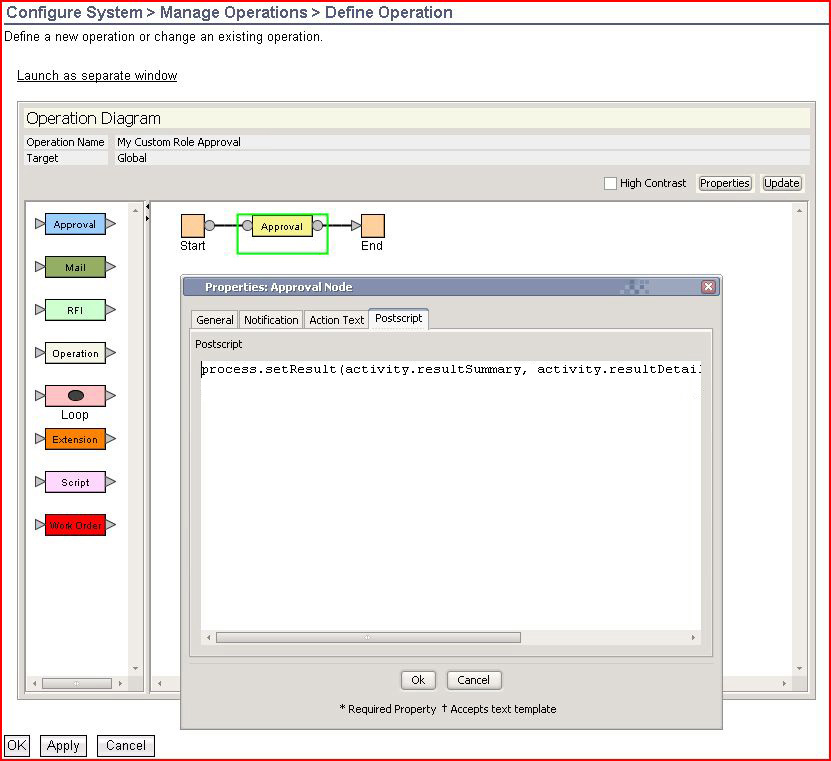 Configure System > Manage Operations > Define Operation
Define a new operation or change an existing operation.
Launch as separate window
Operation Diagram
Operation Name My Custom Role Approval
Target Global
High Contrast Properties Update
Approval
Mail
RFI
Operation
Loop
Extension
Script
Work Order
Approval
Start End
Properties: Approval Node
General Notification Action Text Postscript
Postscript
process.setResult(activity.resultSummary, activity.resultDetail
Ok Cancel
* Required Property † Accepts text template
OK Apply Cancel